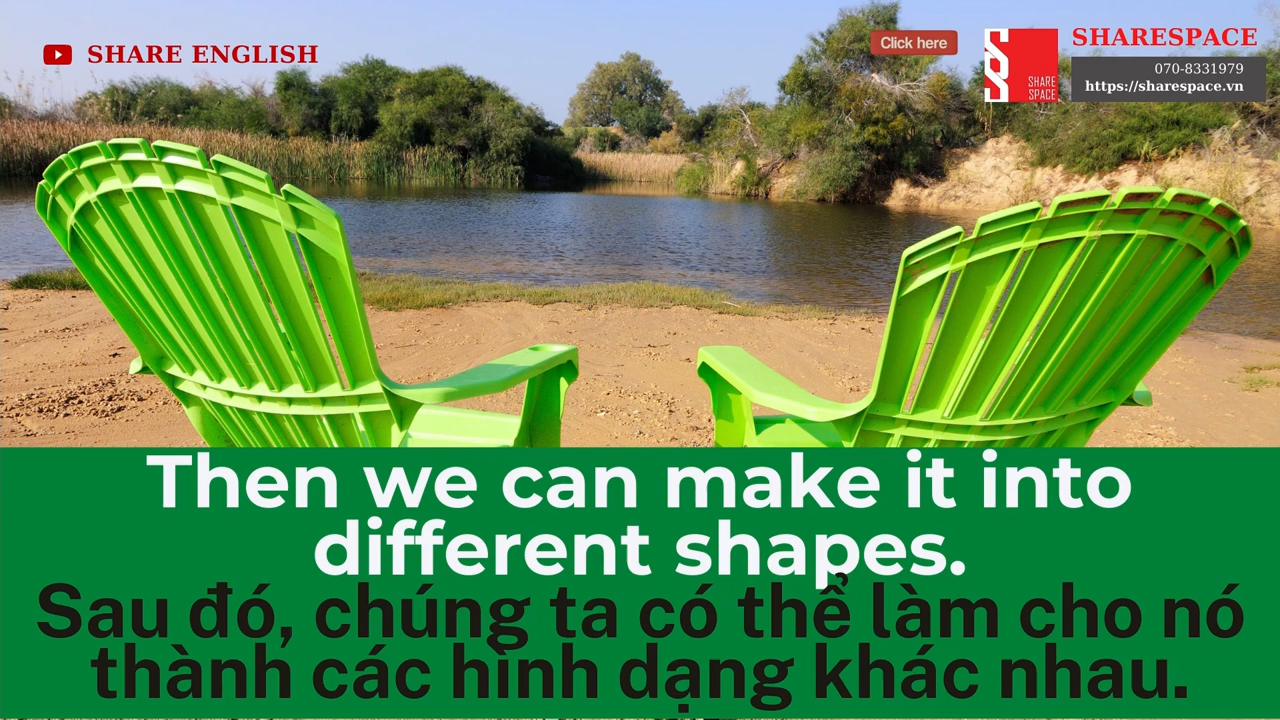 SHARE ENGLISH
Click here
SHARE
SPACE
SHARESPACE
070-8331979
https://sharespace.vn
Then we can make it into
different shapes.
Sau đó, chúng ta có thể làm cho nó
thành các hình dạng khác nhau.